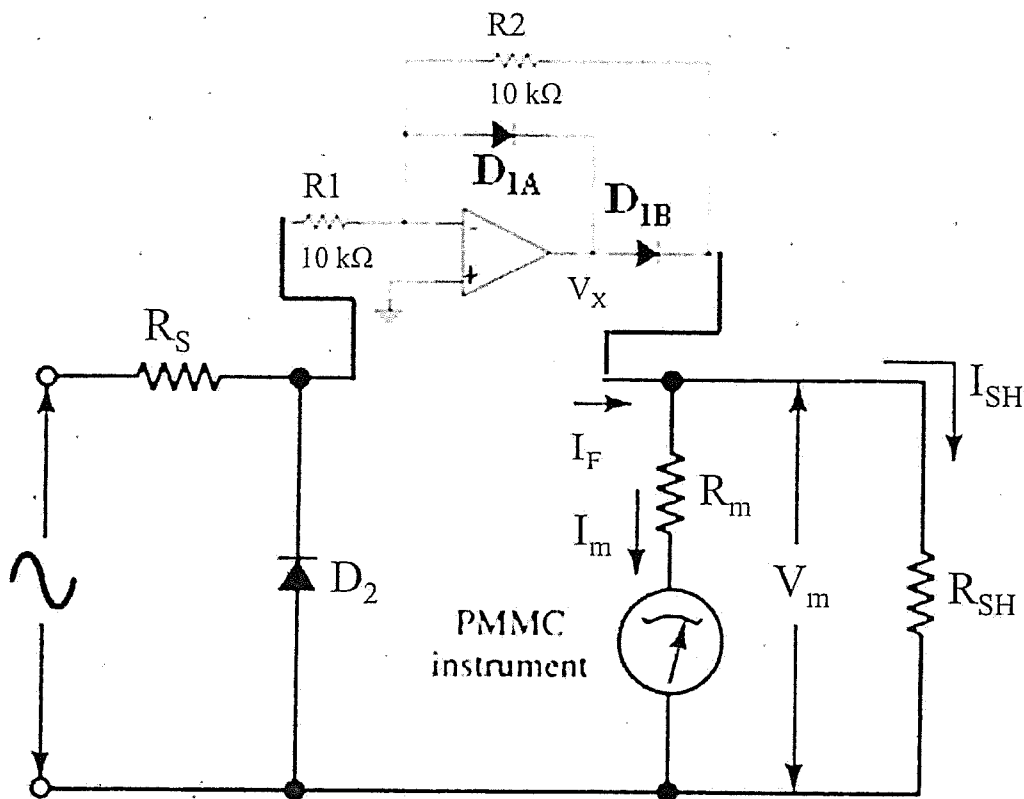 R2
10 kΩ
D1A
R1
D1B
10 kΩ
-
+
VX
RS
ISH
IF
Rm
Im
D2
Vm
RSH
PMMC
instrument